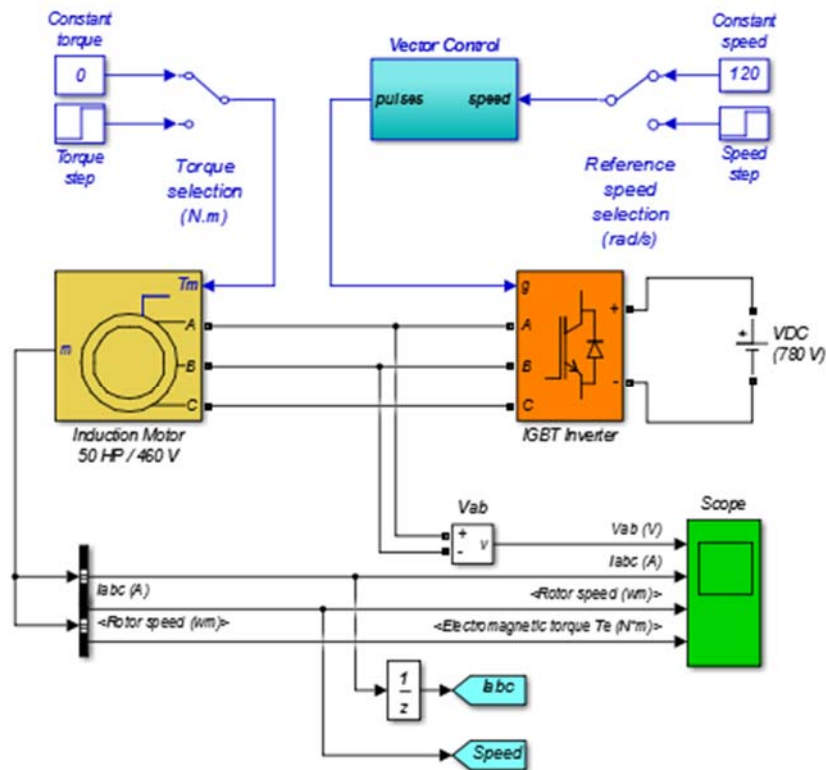 Constant
torque
0
Torque
step
Torque
selection
(N.m)
Vector Control
pulses
speed
Constant
speed
120
Speed
step
Reference
speed
selection
(rad/s)
Tm
m
A
B
C
Induction Motor
50 HP / 460 V
g
A
B
C
+
-
IGBT Inverter
+
VDC
(780 V)
Vab
+
-
v
Scope
Vab (V)
Iabc (A)
<Rotor speed (wm)>
<Electromagnetic torque Te (N*m)>
Iabc (A)
<Rotor speed (wm)>
1
z
Iabc
Speed